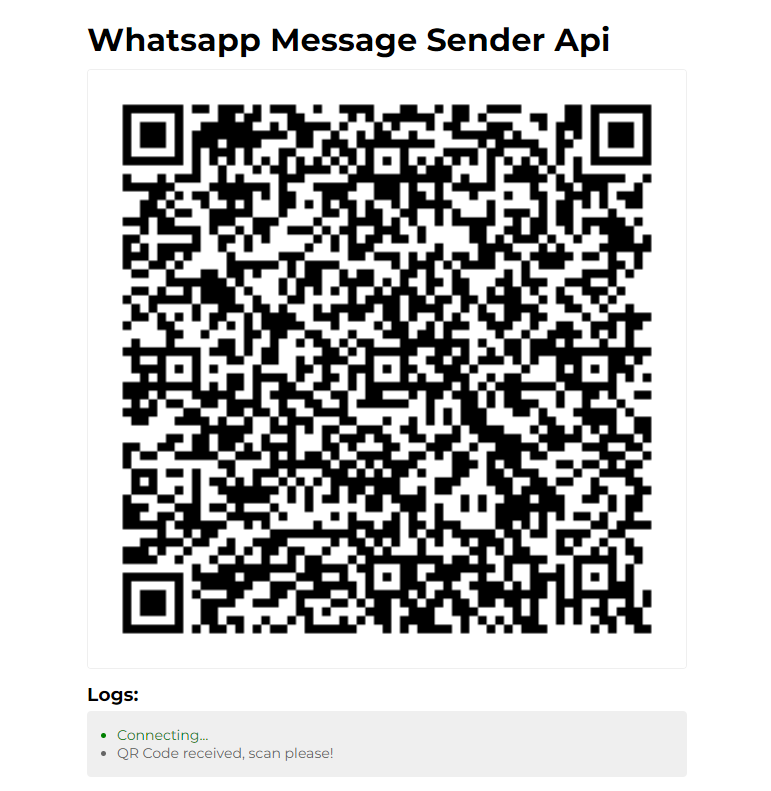 Whatsapp Message Sender Api
Logs:
Connecting...
QR Code received, scan please!